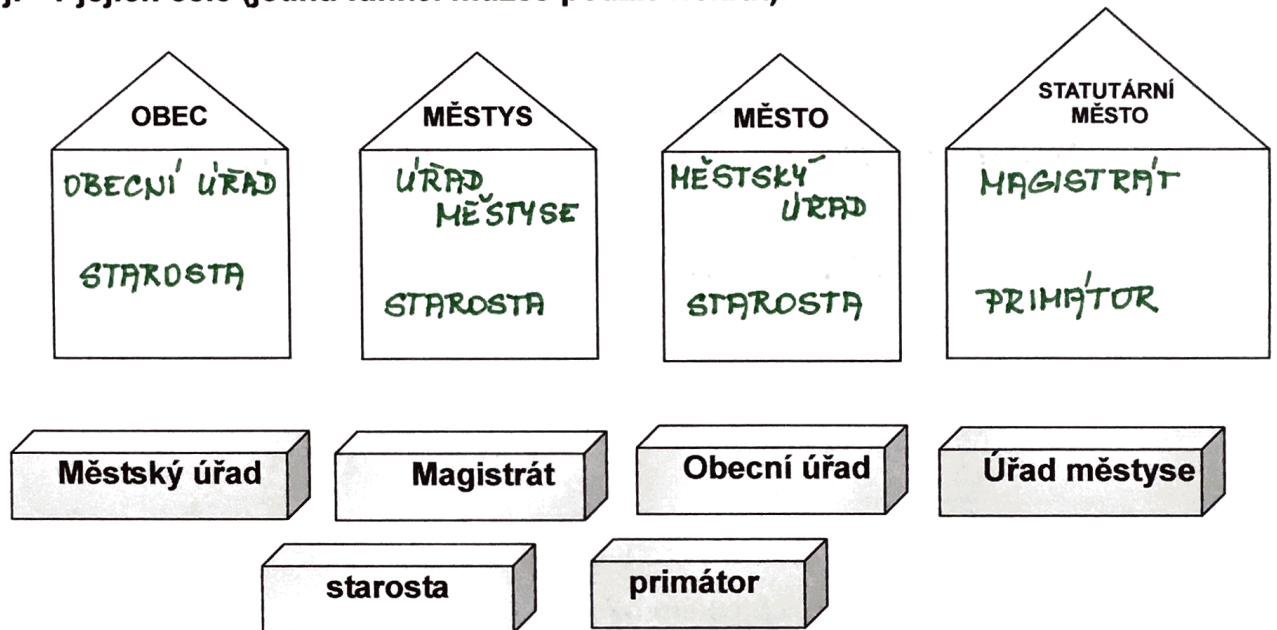 OBEC
MĚSTYS
MĚSTO
STATUTÁRNÍ
MĚSTO
OBECNÍ ÚŘAD
STAROSTA
ÚŘAD
MĚSTYSE
STAROSTA
MĚSTSKÝ
ÚŘAD
STAROSTA
MAGISTRÁT
PRIMÁTOR
Městský úřad
Magistrát
Obecní úřad
Úřad městyse
starosta
primátor